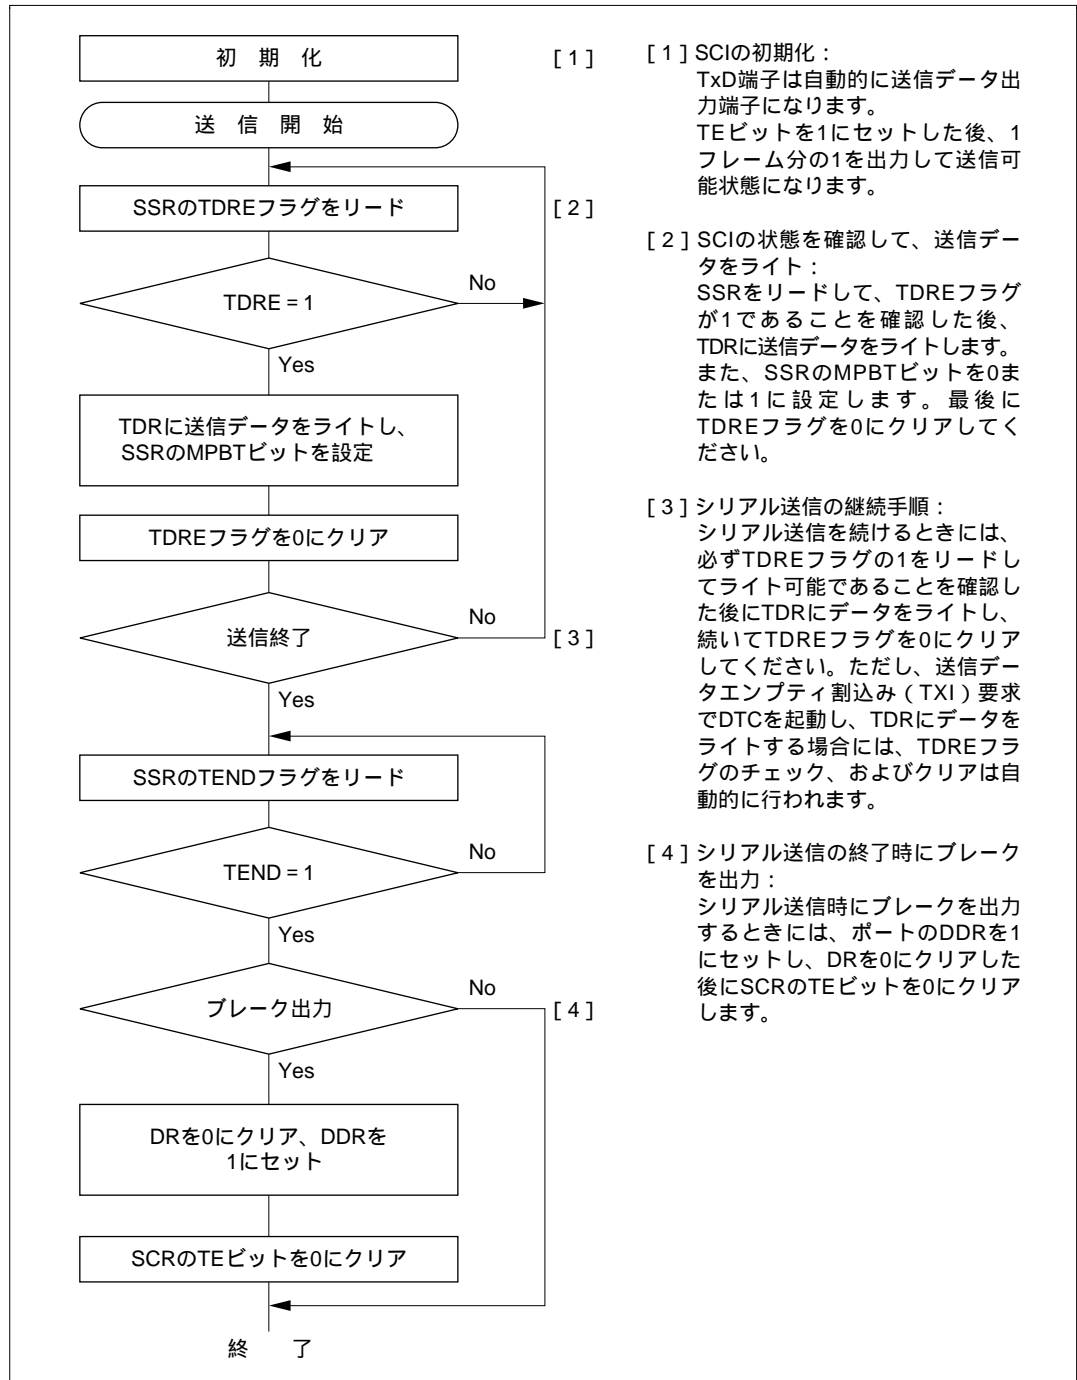 初 期 化
[1]
送 信 開 始
SSRのTDREフラグをリード
[2]
TDRE = 1
No
Yes
TDRに送信データをライトし、
SSRのMPBTビットを設定
TDREフラグを0にクリア
送信終了
No
[3]
Yes
SSRのTENDフラグをリード
TEND = 1
No
Yes
ブレーク出力
No
[4]
Yes
DRを0にクリア、DDRを
1にセット
SCRのTEビットを0にクリア
終 了
[1] SCIの初期化：
TxD端子は自動的に送信データ出
力端子になります。
TEビットを1にセットした後、1
フレーム分の1を出力して送信可
能状態になります。
[2] SCIの状態を確認して、送信デー
タをライト：
SSRをリードして、TDREフラグ
が1であることを確認した後、
TDRに送信データをライトします。
また、SSRのMPBTビットを0ま
たは1に設定します。最後に
TDREフラグを0にクリアしてく
ださい。
[3] シリアル送信の継続手順：
シリアル送信を続けるときには、
必ずTDREフラグの1をリードし
てライト可能であることを確認し
た後にTDRにデータをライトし、
続いてTDREフラグを0にクリア
してください。ただし、送信デー
タエンプティ割込み（TXI）要求
でDTCを起動し、TDRにデータを
ライトする場合には、TDREフラ
グのチェック、およびクリアは自
動的に行われます。
[4] シリアル送信の終了時にブレーク
を出力：
シリアル送信時にブレークを出力
するときには、ポートのDDRを1
にセットし、DRを0にクリアした
後にSCRのTEビットを0にクリア
します。